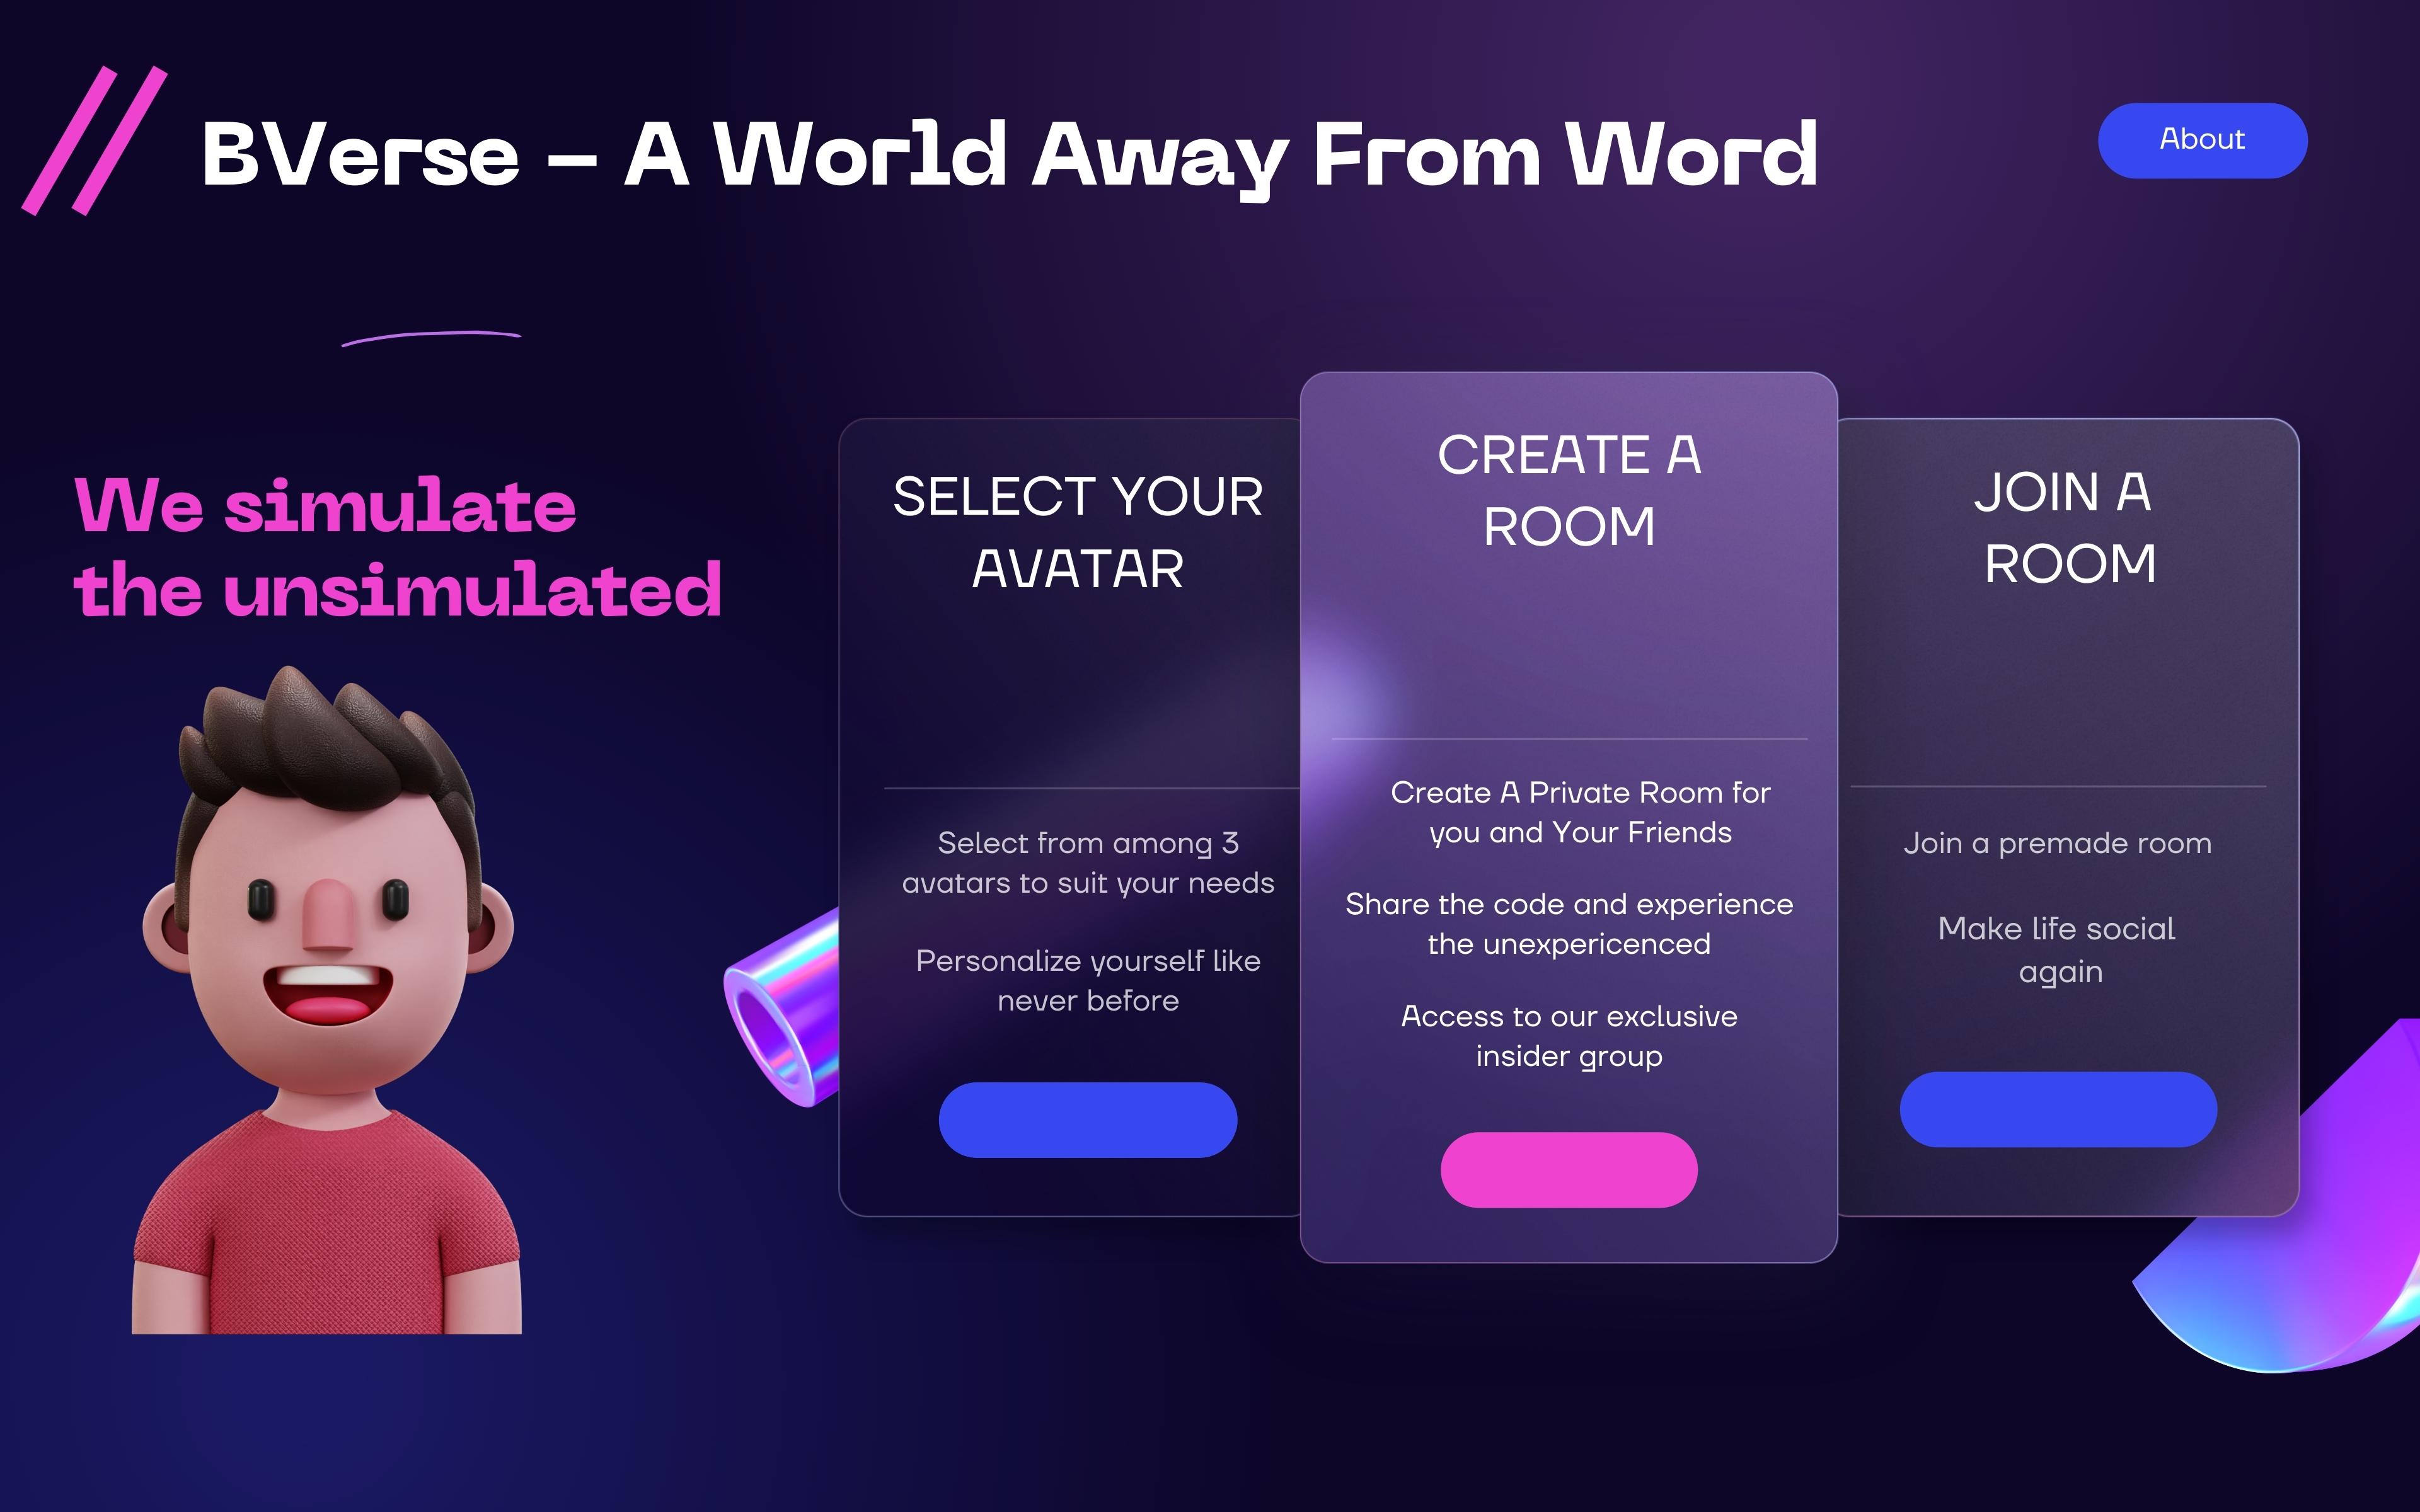 BVerse – A World Away From Word
About
We simulate
the unsimulated
SELECT YOUR
AVATAR
Select from among 3
avatars to suit your needs
Personalize yourself like
never before
CREATE A
ROOM
Create A Private Room for
you and Your Friends
Share the code and experience
the unexpericenced
Access to our exclusive
insider group
JOIN A
ROOM
Join a premade room
Make life social
again